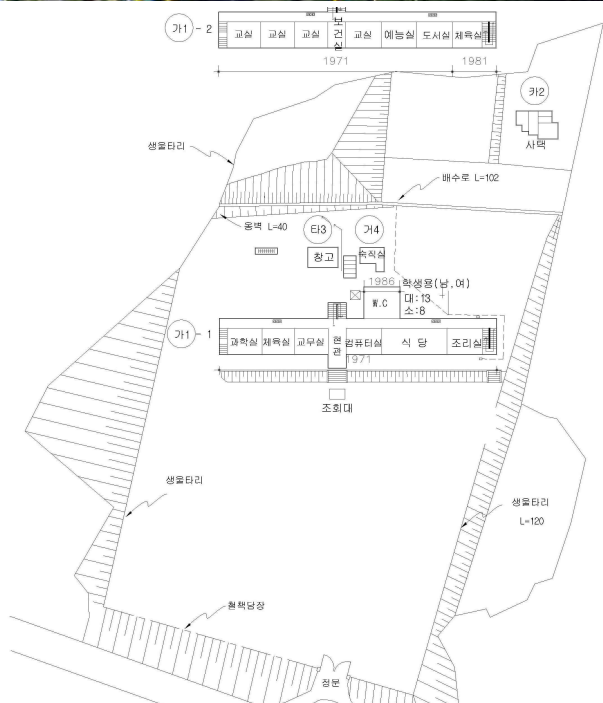 가1 - 2
교실 교실 교실 보건실 교실 예능실 도서실 체육실
1971 1981
카2
사택
생울타리
배수로 L=102
옹벽 L=40
타3 거4
창고 숙직실
1986 학생용(남,여)
W.C 대:13
소:8
가1 - 1
과학실 체육실 교무실 현관 컴퓨터실 식 당 조리실
1971
조회대
생울타리
생울타리
L=120
철책담장
정문